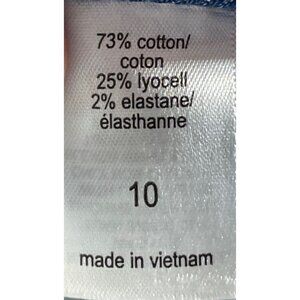 73% cotton/
coton
25% lyocell
2% elastane/
élasthanne
10
made in vietnam